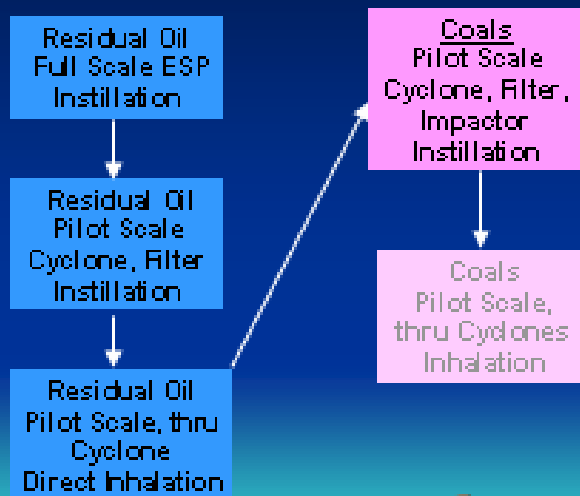 Residual Oil
Full Scale ESP
Instillation
Residual Oil
Pilot Scale
Cyclone, Filter
Instillation
Residual Oil
Pilot Scale, thru
Cyclone
Direct Inhalation
Coals
Pilot Scale
Cyclone, Filter,
Impactor
Instillation
Coals
Pilot Scale,
thru Cyclones
Inhalation